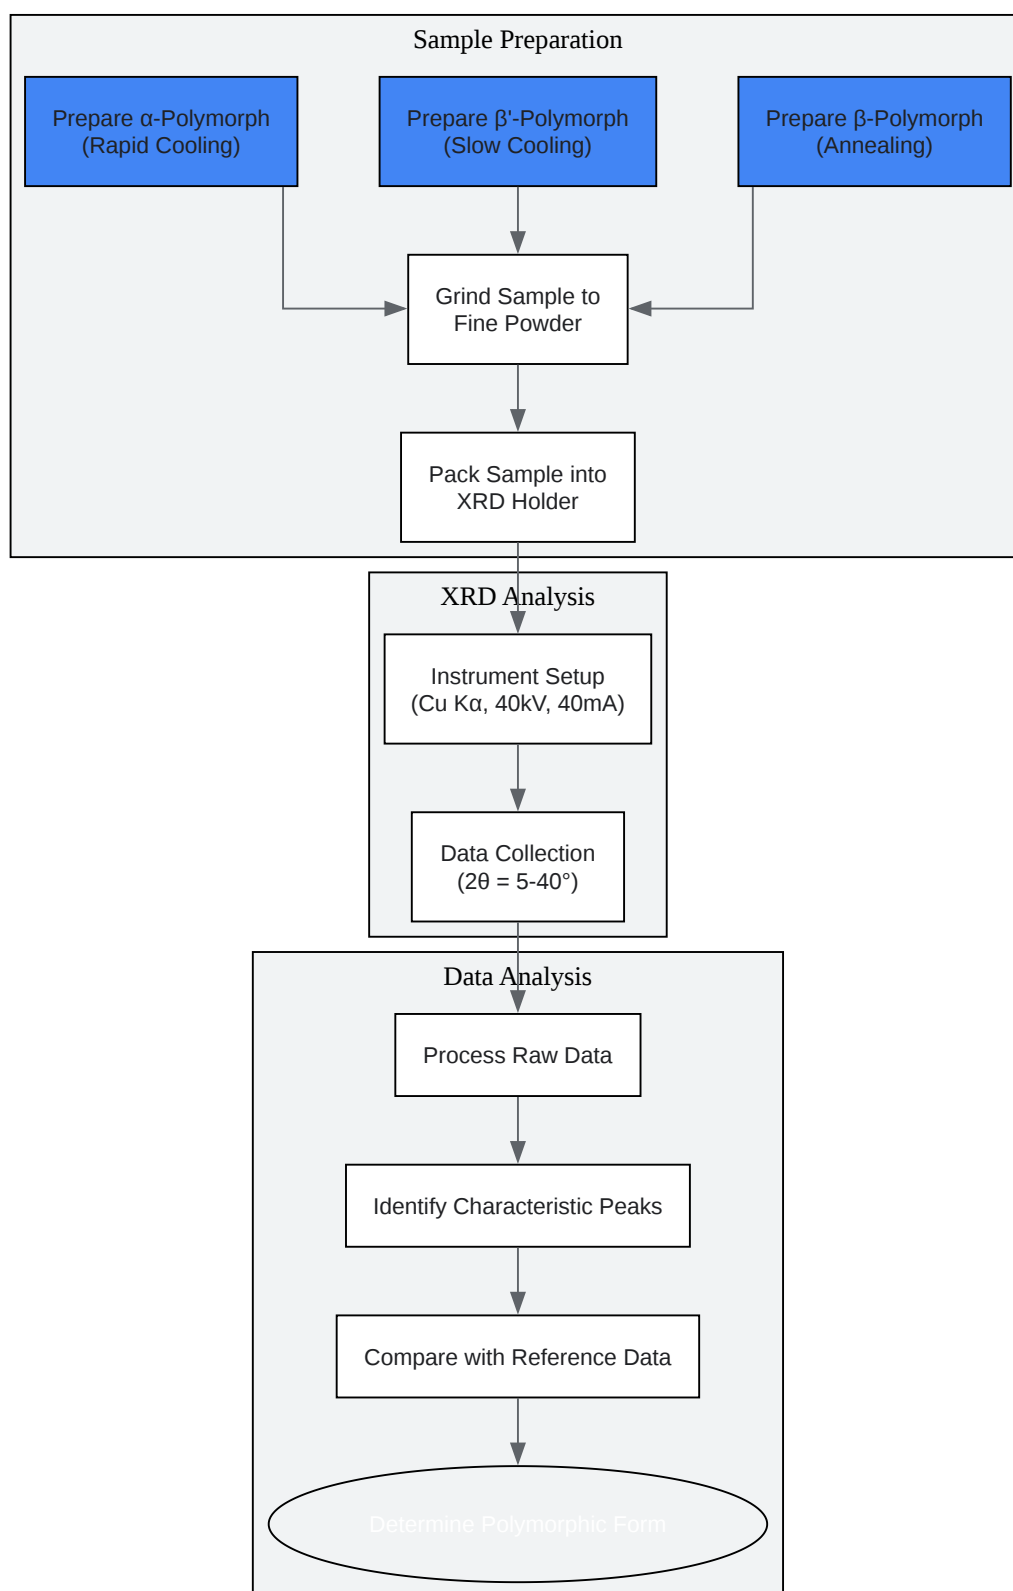 Sample Preparation
Prepare α-Polymorph
(Rapid Cooling)
Prepare β'-Polymorph
(Slow Cooling)
Prepare β-Polymorph
(Annealing)
Grind Sample to
Fine Powder
Pack Sample into
XRD Holder
XRD Analysis
Instrument Setup
(Cu Kα, 40kV, 40mA)
Data Collection
(2θ = 5-40°)
Data Analysis
Process Raw Data
Identify Characteristic Peaks
Compare with Reference Data
Determine Polymorphic Form